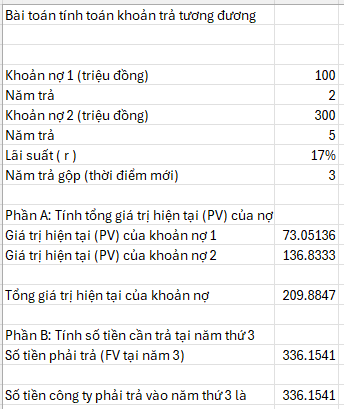 Bài toán tính toán khoản trả tương đương
Khoản nợ 1 (triệu đồng) 100
Năm trả 2
Khoản nợ 2 (triệu đồng) 300
Năm trả 5
Lãi suất ( r ) 17%
Năm trả gộp (thời điểm mới) 3
Phần A: Tính tổng giá trị hiện tại (PV) của nợ
Giá trị hiện tại (PV) của khoản nợ 1 73.05136
Giá trị hiện tại (PV) của khoản nợ 2 136.8333
Tổng giá trị hiện tại của khoản nợ 209.8847
Phần B: Tính số tiền cần trả tại năm thứ 3
Số tiền phải trả (FV tại năm 3) 336.1541
Số tiền công ty phải trả vào năm thứ 3 là 336.1541